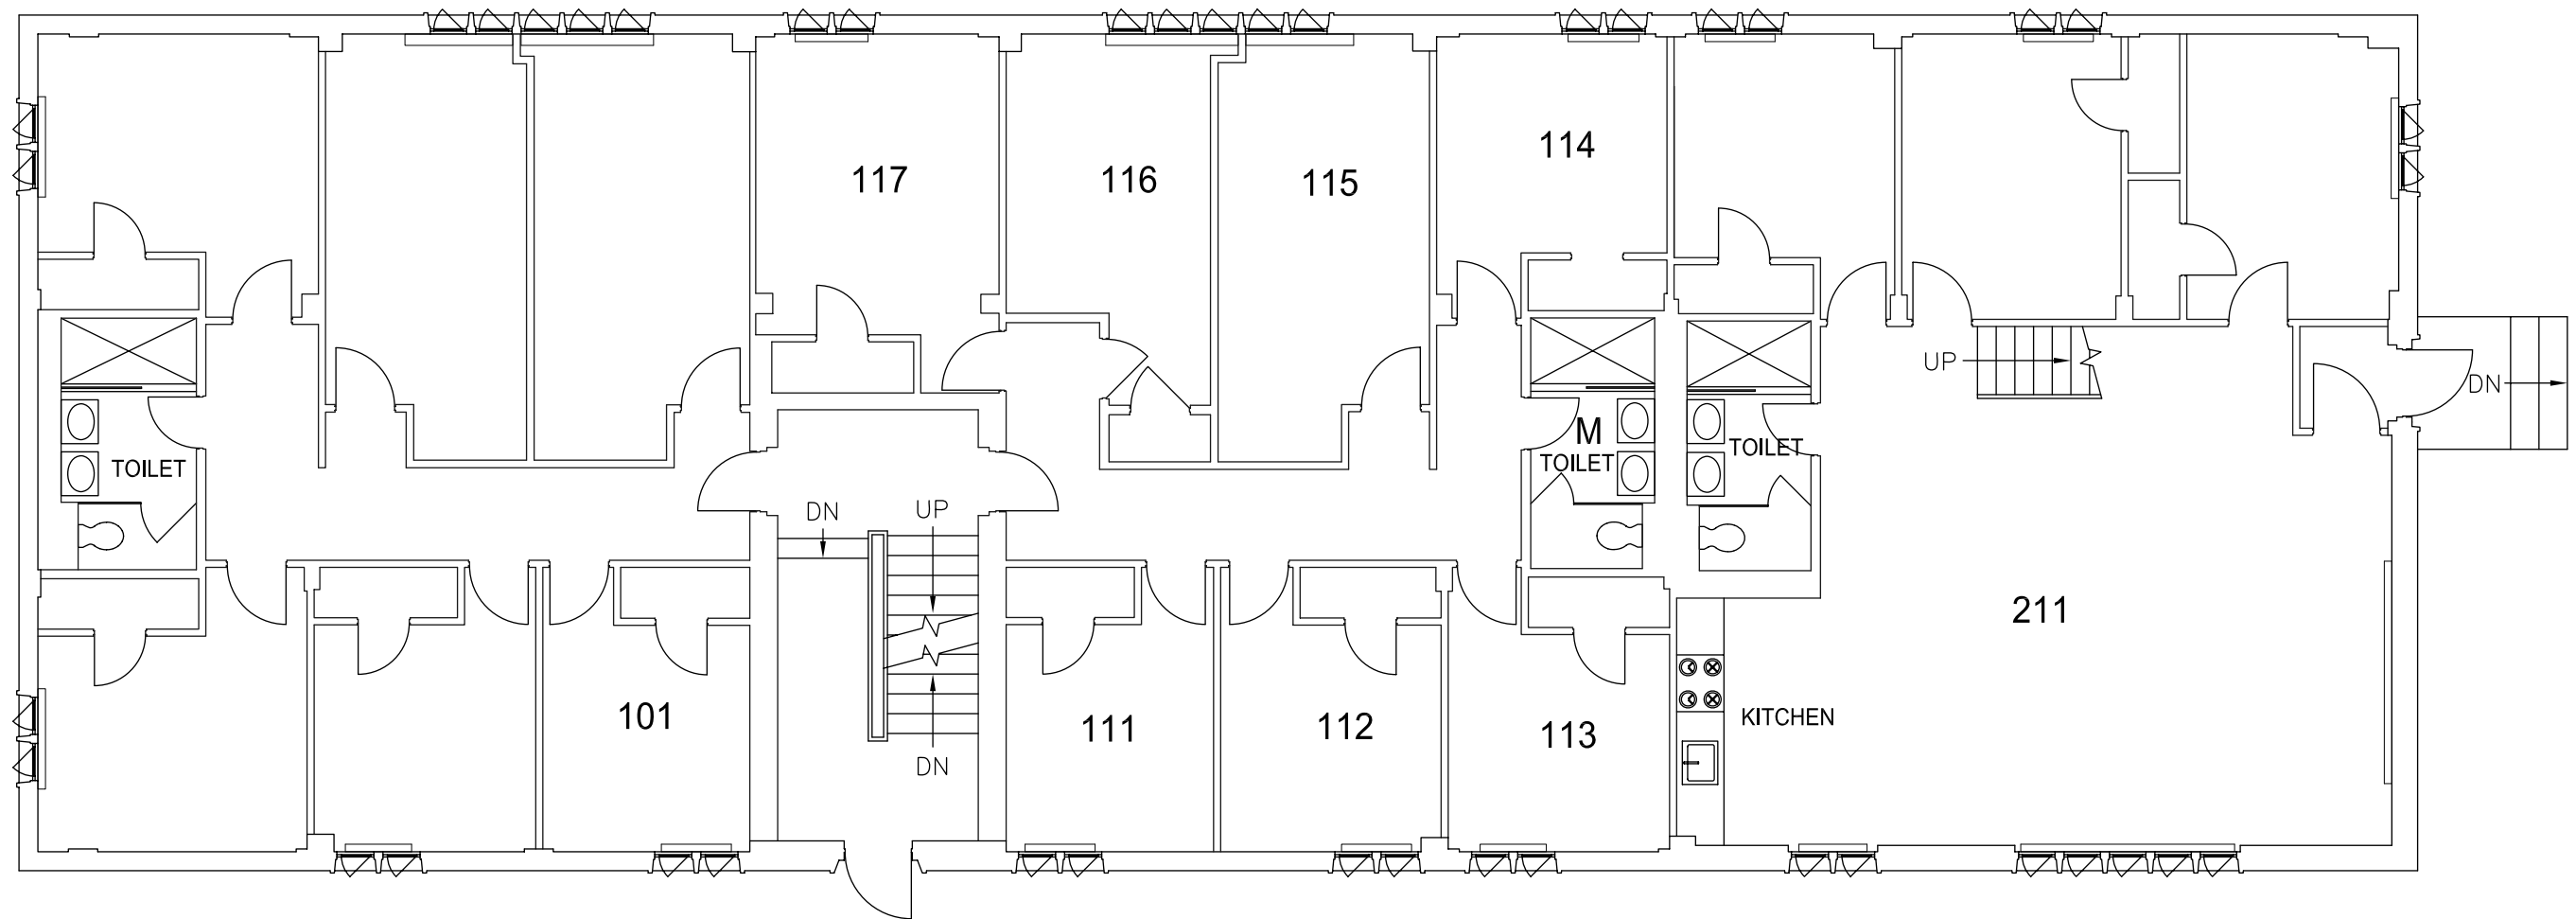 114
117
116
115
UP
DN
M
TOILET
TOILET
TOILET
DN
UP
211
101
111
112
113
KITCHEN
DN